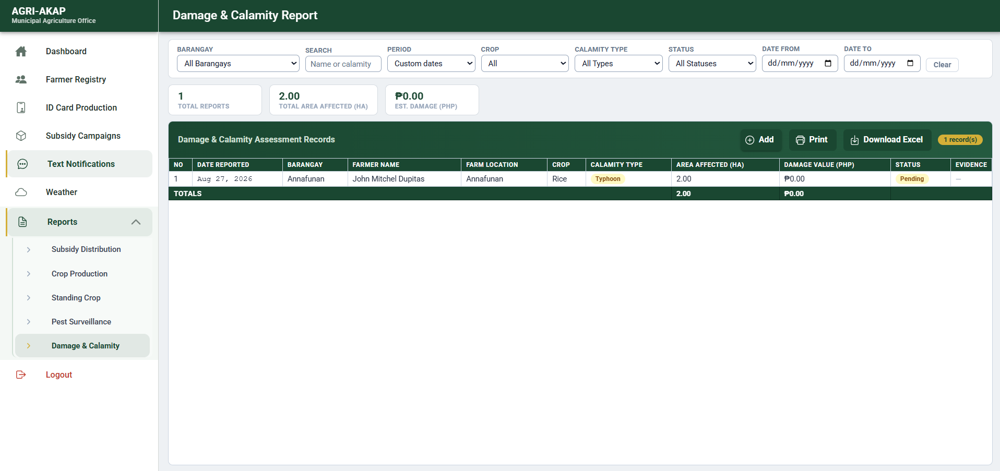 AGRI-AKAP
Municipal Agriculture Office
Damage & Calamity Report
Dashboard
Farmer Registry
ID Card Production
Subsidy Campaigns
Text Notifications
Weather
Reports
Subsidy Distribution
Crop Production
Standing Crop
Pest Surveillance
Damage & Calamity
Logout
BARANGAY SEARCH PERIOD CROP CALAMITY TYPE STATUS DATE FROM DATE TO
All Barangays Name or calamity Custom dates All All Types All Statuses dd/mm/yyyy dd/mm/yyyy Clear
1 2.00 ₱0.00
TOTAL REPORTS TOTAL AREA AFFECTED (HA) EST. DAMAGE (PHP)
Damage & Calamity Assessment Records Add Print Download Excel 1 record(s)
NO DATE REPORTED BARANGAY FARMER NAME FARM LOCATION CROP CALAMITY TYPE AREA AFFECTED (HA) DAMAGE VALUE (PHP) STATUS EVIDENCE
1 Aug 27, 2026 Annafunan John Mitchel Dupitas Annafunan Rice Typhoon 2.00 ₱0.00 Pending —
TOTALS 2.00 ₱0.00